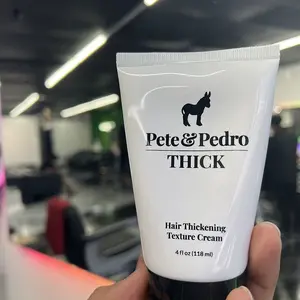 Pete & Pedro
THICK
Hair Thickening
Texture Cream
4 fl oz (118 ml)